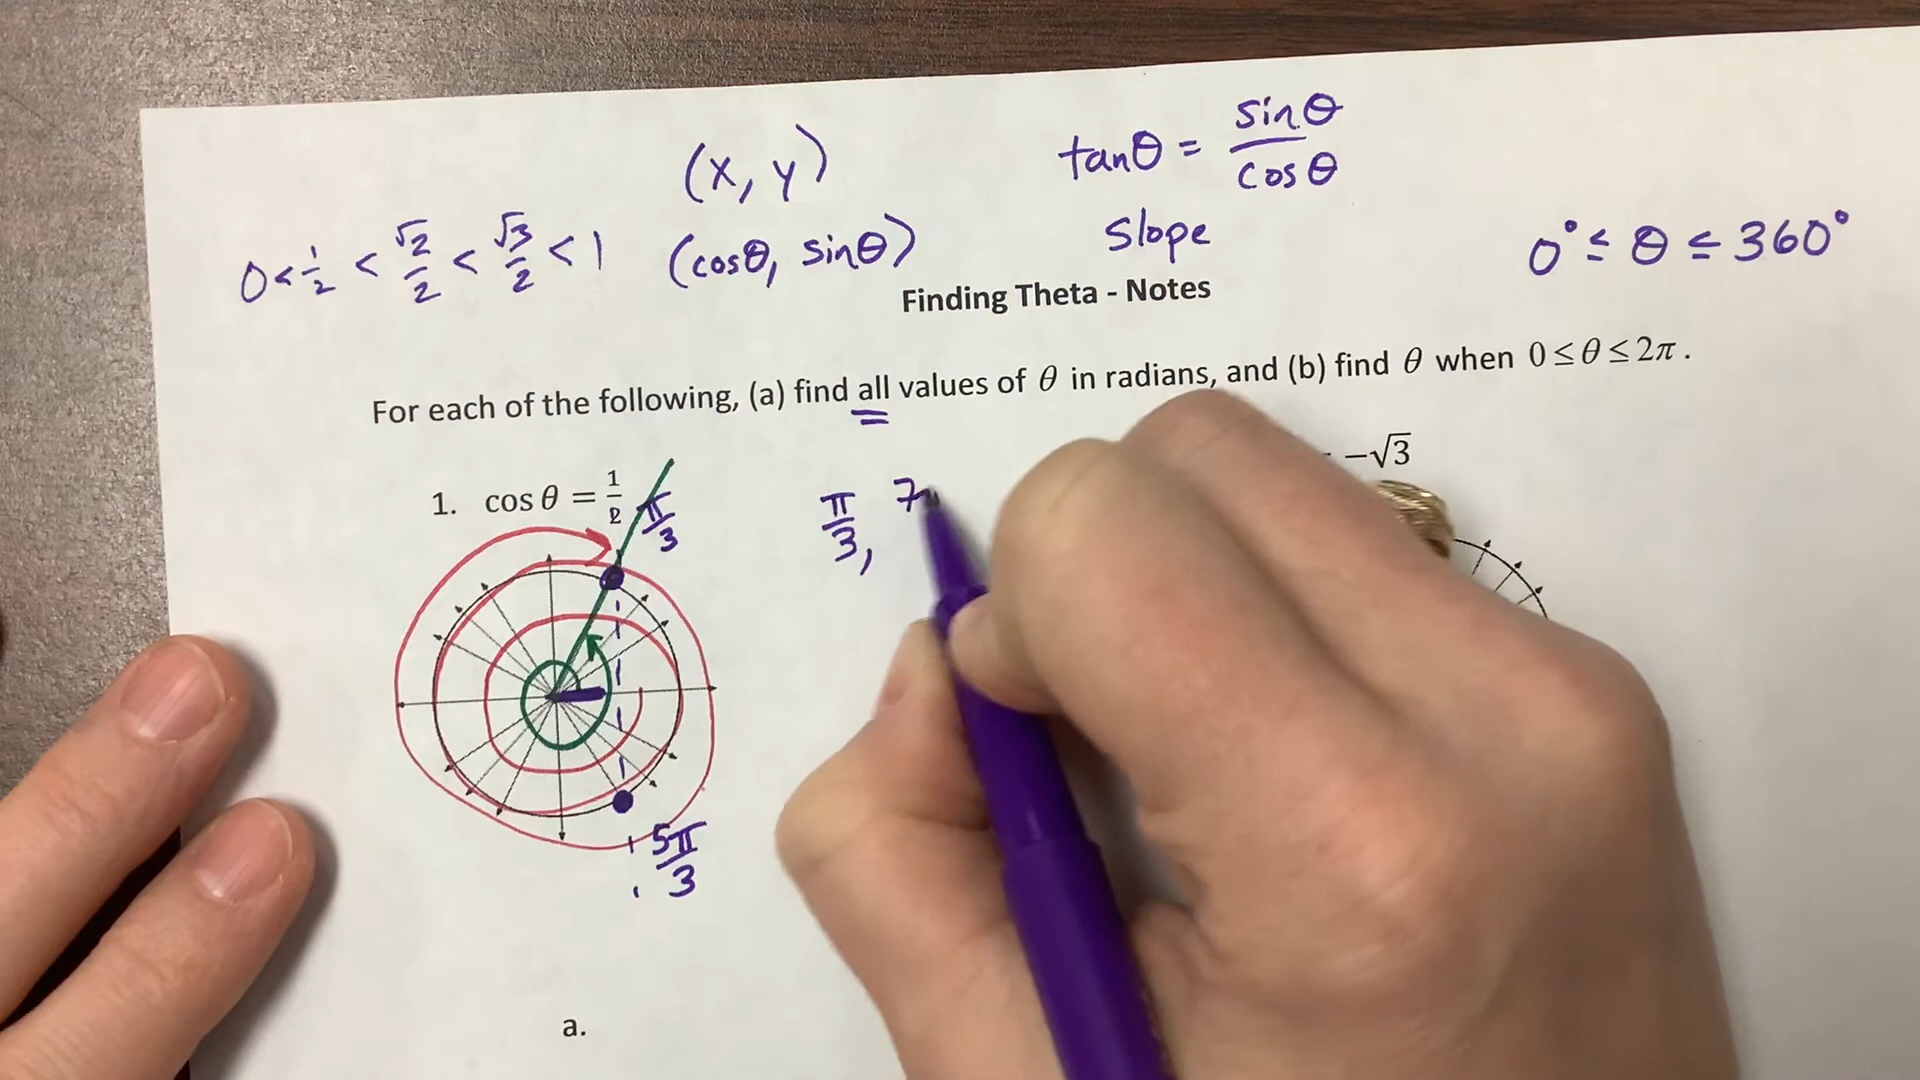 (x, y)
tanθ = sinθ/cosθ
0 < 1/2 < √2/2 < √3/2 < 1
(cosθ, sinθ)
slope
0° ≤ θ ≤ 360°
Finding Theta - Notes
For each of the following, (a) find all values of θ in radians, and (b) find θ when 0 ≤ θ ≤ 2π.
1. cos θ = 1/2
π/3
π/3, 7
−√3
5π/3
a.